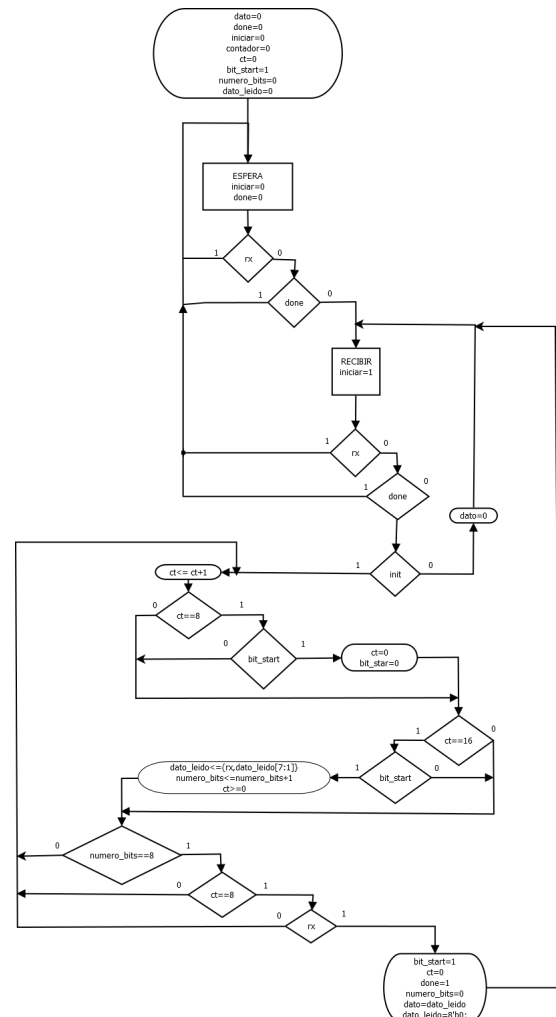 dato=0
done=0
iniciar=0
contador=0
ct=0
bit_start=1
numero_bits=0
dato_leido=0
ESPERA
iniciar=0
done=0
1
rx
0
1
done
0
RECIBIR
iniciar=1
1
rx
0
1
done
0
dato=0
1
init
0
ct<= ct+1
0
ct==8
1
0
bit_start
1
ct=0
bit_star=0
1
ct==16
0
dato_leido<={rx,dato_leido[7:1]}
numero_bits<=numero_bits+1
ct>=0
1
bit_start
0
0
numero_bits==8
1
0
ct==8
1
0
rx
1
bit_start=1
ct=0
done=1
numero_bits=0
dato=dato_leido
dato_leido=8'b0;